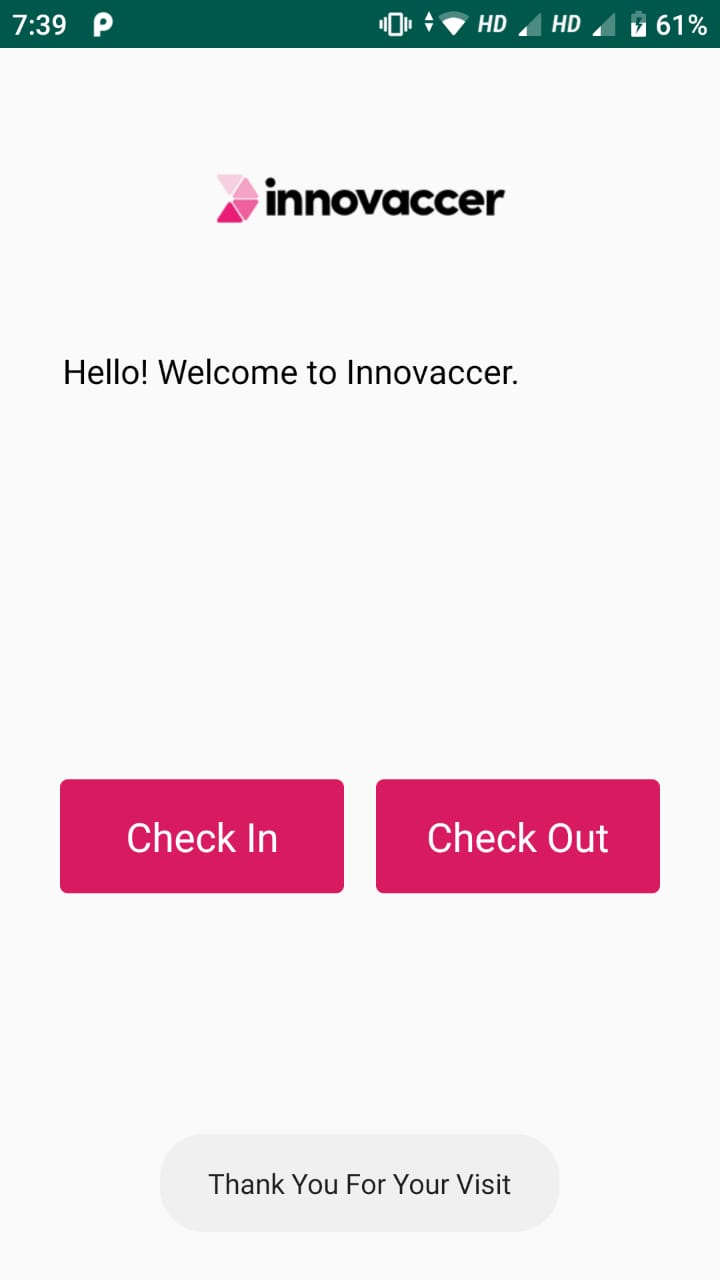 7:39 HD HD 61%
innovaccer
Hello! Welcome to Innovaccer.
Check In Check Out
Thank You For Your Visit